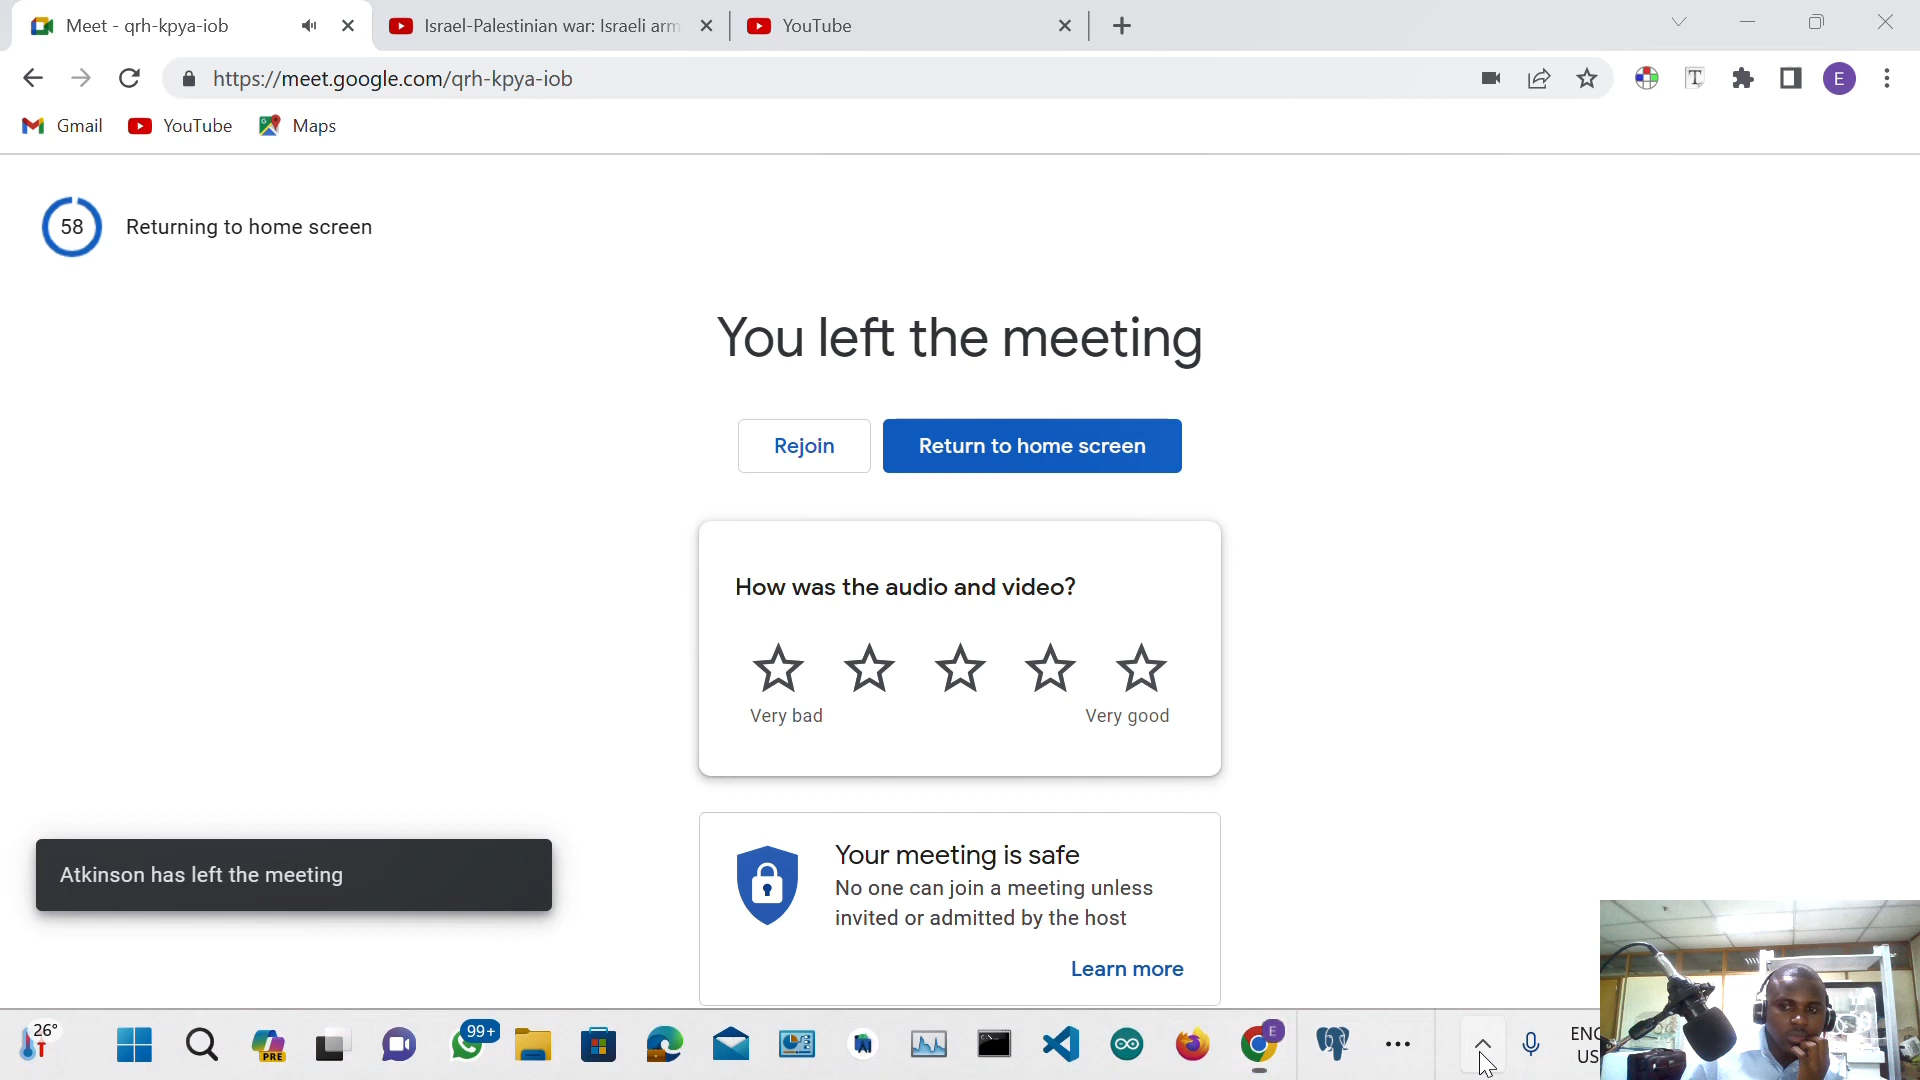 Meet - qrh-kpya-iob
Israel-Palestinian war: Israeli arm
YouTube
https://meet.google.com/qrh-kpya-iob
E
Gmail
YouTube
Maps
58
Returning to home screen
You left the meeting
Rejoin
Return to home screen
How was the audio and video?
Very bad
Very good
Atkinson has left the meeting
Your meeting is safe
No one can join a meeting unless
invited or admitted by the host
Learn more
26°
PRE
99+
E
ENG
US